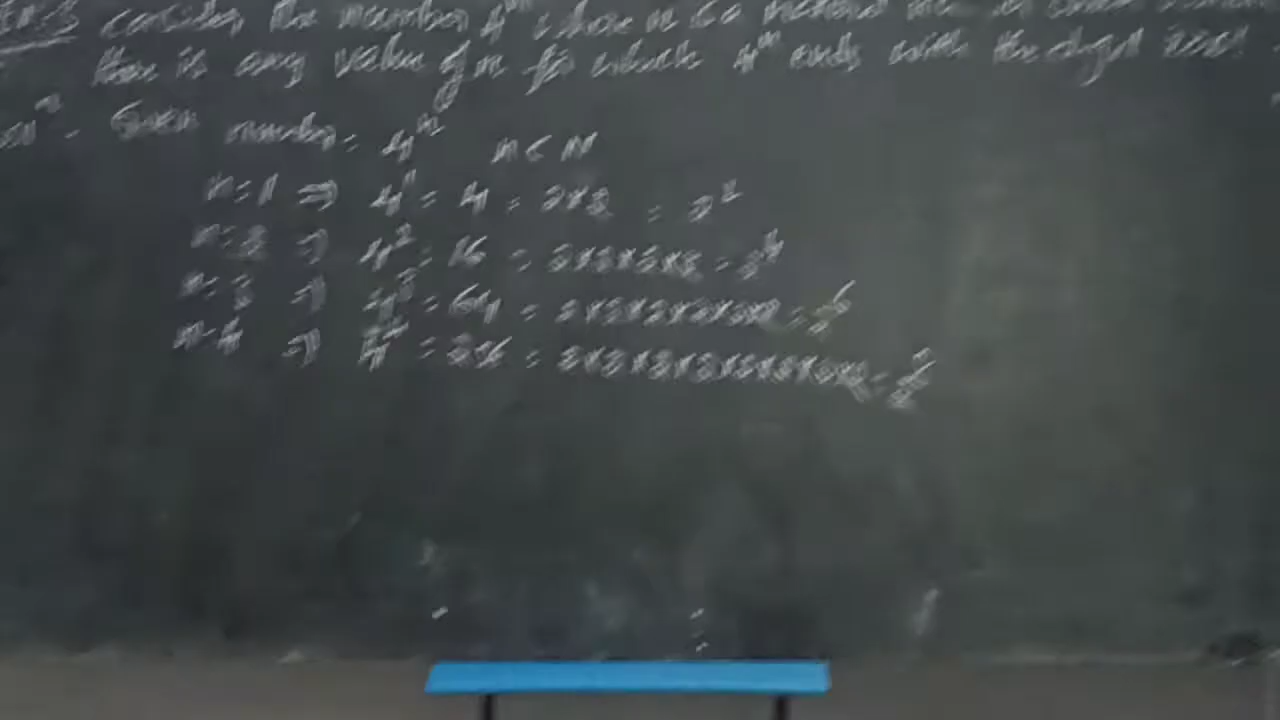 consider the number 4ⁿ where n is a natural
there is any value of n for which 4ⁿ ends with the digit zero!
Solⁿ - Given number = 4ⁿ n ∈ N
n=1 ⇒ 4¹ = 4 = 2×2 = 2²
n=2 ⇒ 4² = 16 = 2×2×2×2 = 2⁴
n=3 ⇒ 4³ = 64 = 2×2×2×2×2×2 = 2⁶
n=4 ⇒ 4⁴ = 256 = 2×2×2×2×2×2×2×2 = 2⁸